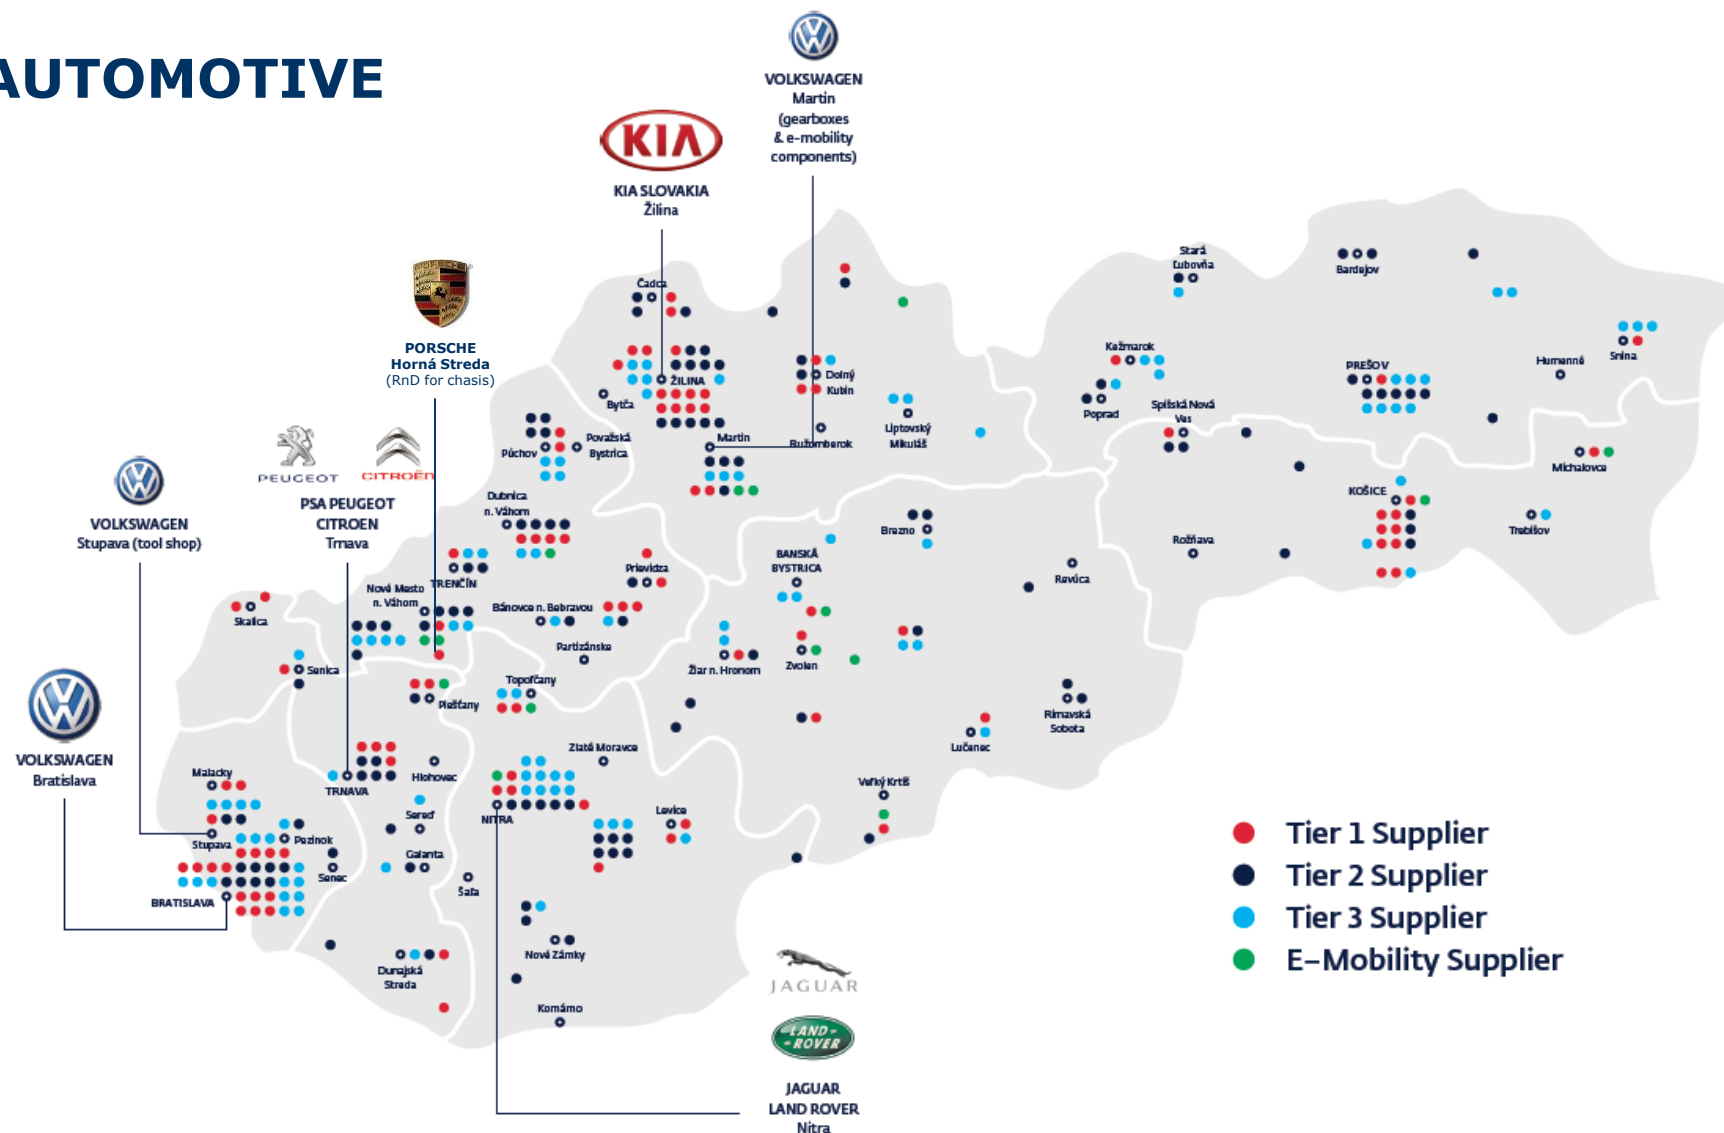 AUTOMOTIVE
VOLKSWAGEN
Martin
(gearboxes
& e-mobility
components)
KIA
KIA SLOVAKIA
Žilina
PORSCHE
PORSCHE
Horná Streda
(RnD for chasis)
PEUGEOT
CITROËN
PSA PEUGEOT
CITROEN
Trnava
VOLKSWAGEN
Stupava (tool shop)
VOLKSWAGEN
Bratislava
Čadca
Stará
Ľubovňa
Bardejov
Kežmarok
Snina
Humenné
PREŠOV
ŽILINA
Dolný
Kubín
Bytča
Poprad
Spišská Nová
Ves
Liptovský
Mikuláš
Ružomberok
Martin
Považská
Bystrica
Púchov
Michalovce
KOŠICE
Dubnica
n. Váhom
Brezno
Trebišov
Rožňava
BANSKÁ
BYSTRICA
Revúca
Prievidza
TRENČÍN
Nové Mesto
n. Váhom
Bánovce n. Bebravou
Skalica
Partizánske
Senica
Žiar n. Hronom
Zvolen
Topoľčany
Piešťany
Rimavská
Sobota
Lučenec
Zlaté Moravce
Malacky
TRNAVA
Hlohovec
Veľký Krtíš
Sereď
NITRA
Levice
Stupava
Pezinok
Galanta
Senec
Šaľa
BRATISLAVA
Nové Zámky
Dunajská
Streda
Komárno
Tier 1 Supplier
Tier 2 Supplier
Tier 3 Supplier
E-Mobility Supplier
JAGUAR
LAND-
-ROVER
JAGUAR
LAND ROVER
Nitra